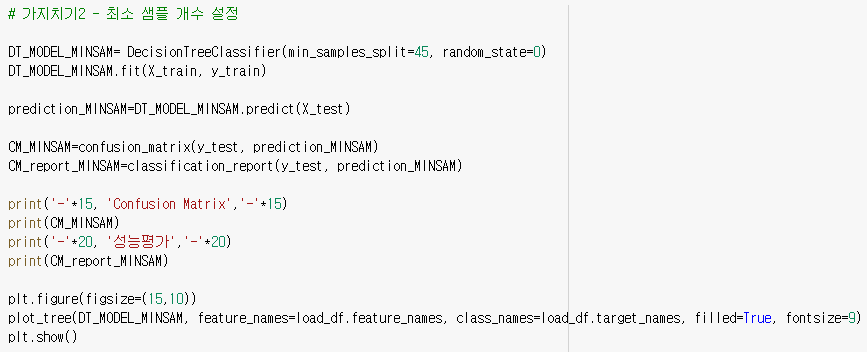 # 가지치기2 - 최소 샘플 개수 설정
DT_MODEL_MINSAM= DecisionTreeClassifier(min_samples_split=45, random_state=0)
DT_MODEL_MINSAM.fit(X_train, y_train)
prediction_MINSAM=DT_MODEL_MINSAM.predict(X_test)
CM_MINSAM=confusion_matrix(y_test, prediction_MINSAM)
CM_report_MINSAM=classification_report(y_test, prediction_MINSAM)
print('-'*15, 'Confusion Matrix','-'*15)
print(CM_MINSAM)
print('-'*20, '성능평가','-'*20)
print(CM_report_MINSAM)
plt.figure(figsize=(15,10))
plot_tree(DT_MODEL_MINSAM, feature_names=load_df.feature_names, class_names=load_df.target_names, filled=True, fontsize=9)
plt.show()